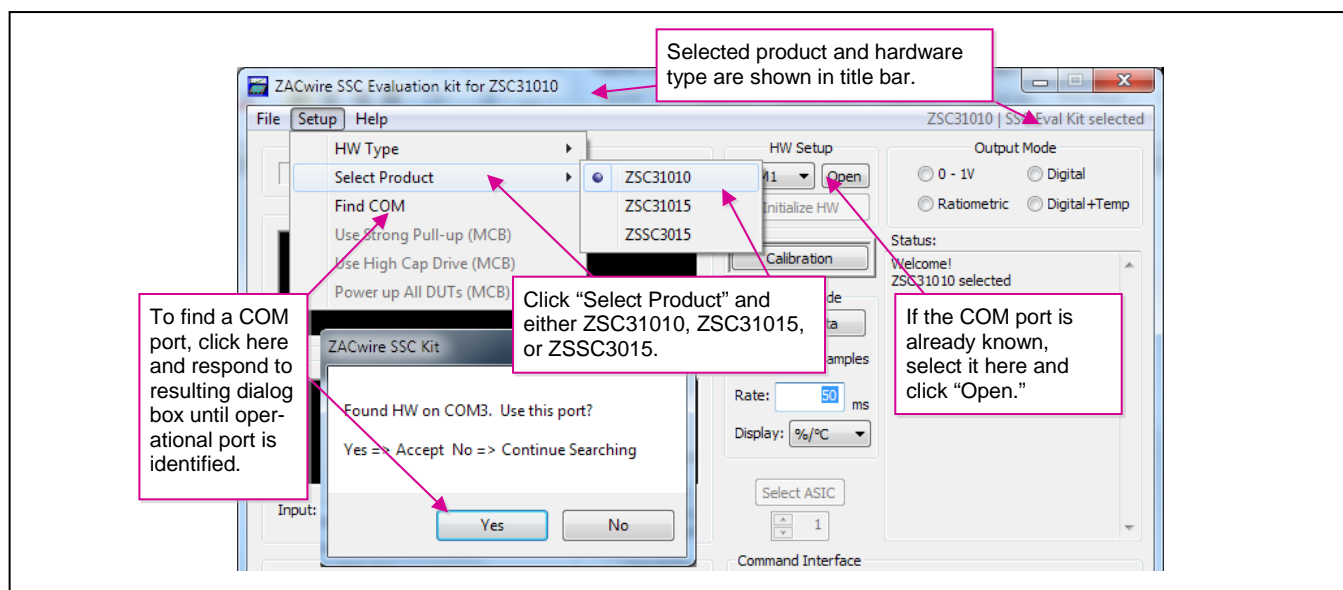 Selected product and hardware
type are shown in title bar.
ZACwire SSC Evaluation kit for ZSC31010
File Setup Help
ZSC31010 | SSC Eval Kit selected
HW Type
Select Product
Find COM
Use Strong Pull-up (MCB)
Use High Cap Drive (MCB)
Power up All DUTs (MCB)
ZSC31010
ZSC31015
ZSSC3015
HW Setup
Open
Initialize HW
Calibration
Output Mode
0 - 1V
Digital
Ratiometric
Digital+Temp
Status:
Welcome!
ZSC31010 selected
Click “Select Product” and
either ZSC31010, ZSC31015,
or ZSSC3015.
To find a COM
port, click here
and respond to
resulting dialog
box until oper-
ational port is
identified.
If the COM port is
already known,
select it here and
click “Open.”
ZACwire SSC Kit
Found HW on COM3. Use this port?
Yes => Accept No => Continue Searching
Yes
No
Rate: 50 ms
Display: %/°C
Select ASIC
1
Input:
Command Interface